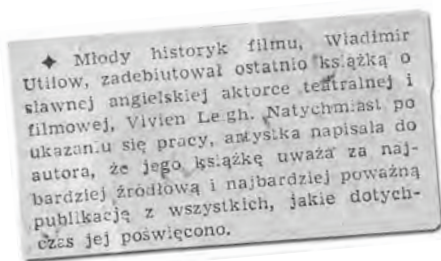 ✦ Młody historyk filmu, Wiadimir
Utiłow, zadebiutował ostatnio książką o
sławnej angielskiej aktorce teatralnej i
filmowej, Vivien Leigh. Natychmiast po
ukazaniu się pracy, artystka napisała do
autora, że jego książkę uważa za naj-
bardziej źródłową i najbardziej poważną
publikację z wszystkich, jakie dotych-
czas jej poświęcono.